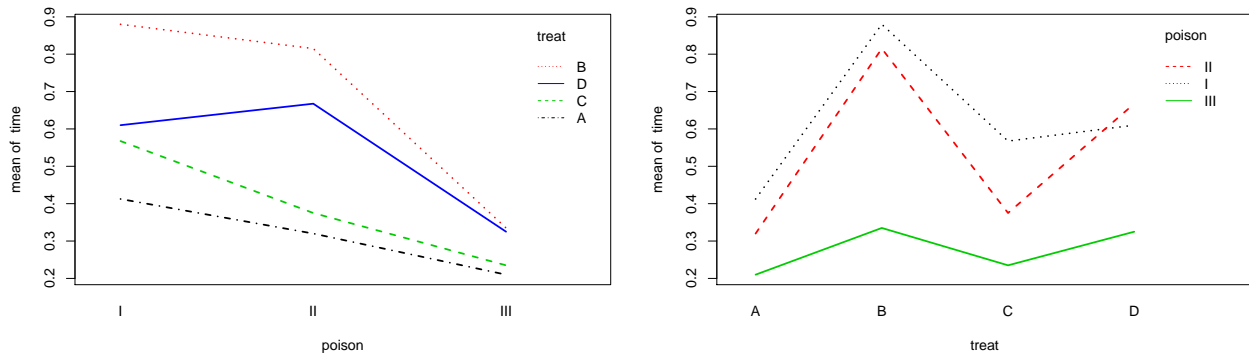 0.9
0.8
0.7
0.6
0.5
0.4
0.3
0.2
mean of time
treat
B
D
C
A
I II III
poison
0.9
0.8
0.7
0.6
0.5
0.4
0.3
0.2
mean of time
poison
II
I
III
A B C D
treat